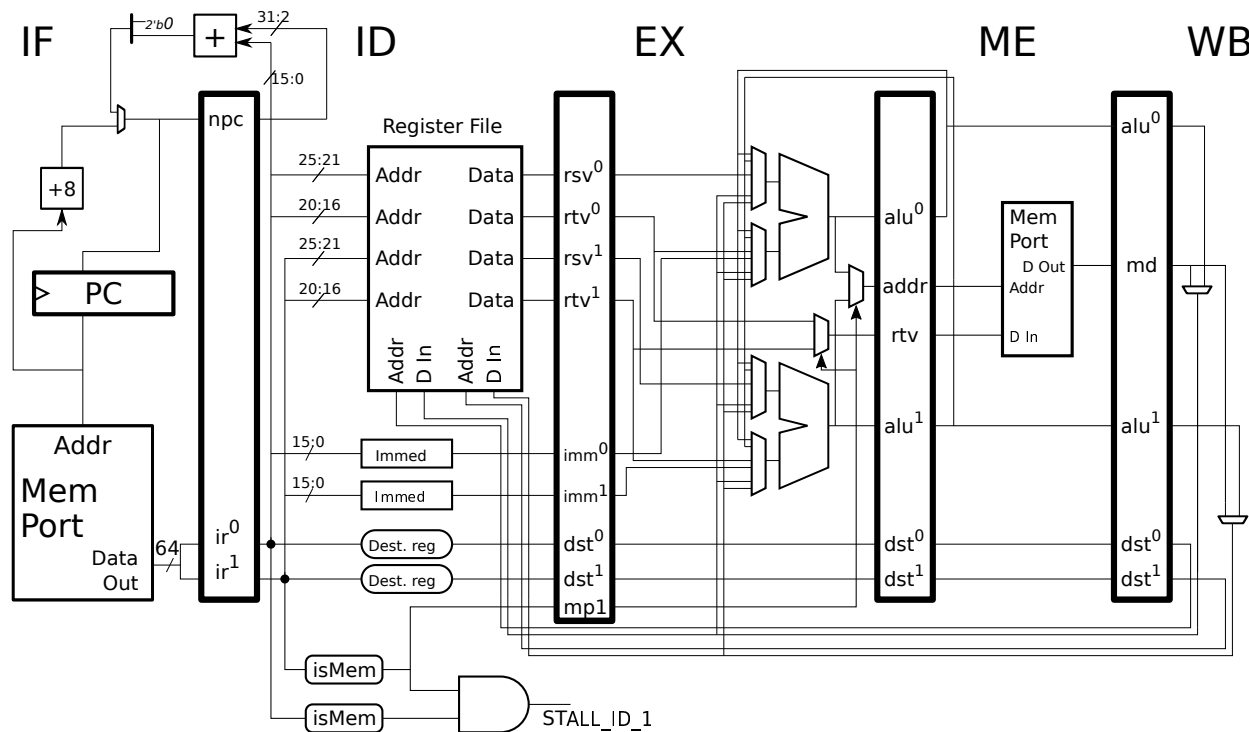 IF
ID
EX
ME
WB
2'b0
+
31:2
15:0
npc
+8
PC
Addr
Mem
Port
Data
Out
64
ir0
ir1
Register File
25:21
Addr
Data
20:16
Addr
Data
25:21
Addr
Data
20:16
Addr
Data
Addr
D In
Addr
D In
15:0
Immed
15:0
Immed
Dest. reg
Dest. reg
isMem
isMem
STALL_ID_1
rsv0
rtv0
rsv1
rtv1
imm0
imm1
dst0
dst1
mp1
alu0
addr
rtv
alu1
dst0
dst1
Mem
Port
D Out
Addr
D In
alu0
md
alu1
dst0
dst1